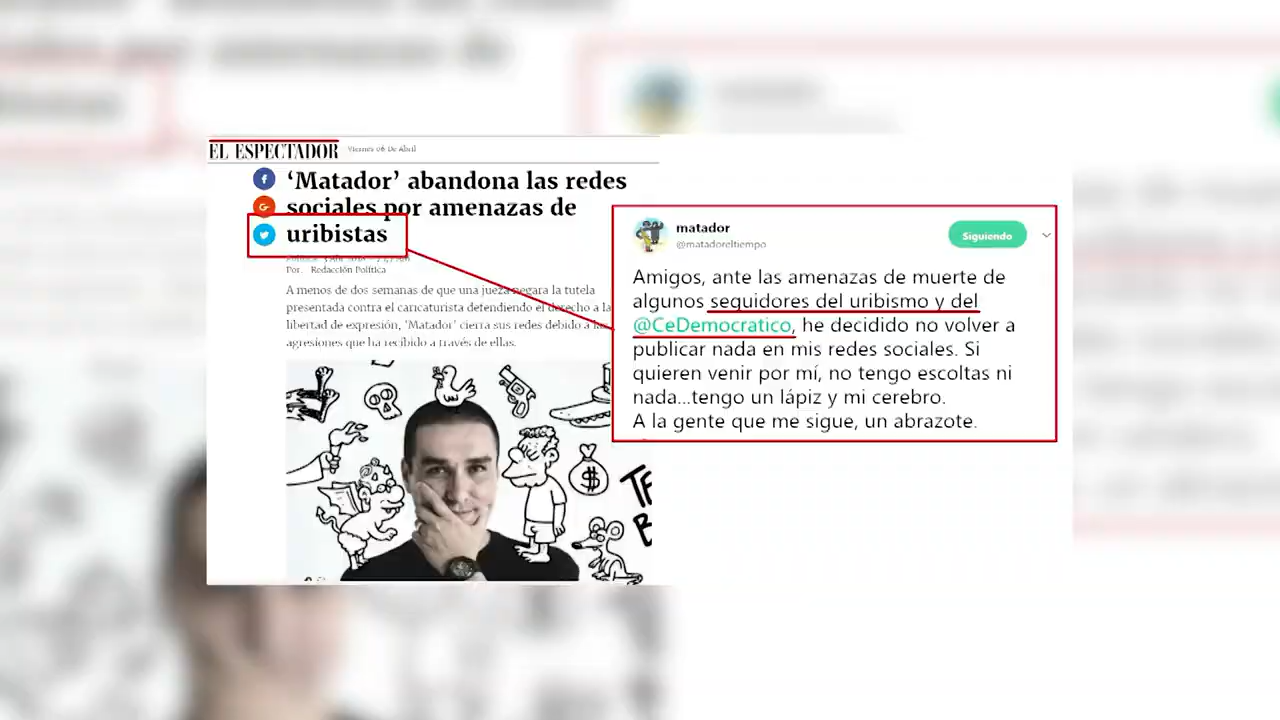 EL ESPECTADOR
Viernes 06 De Abril
‘Matador’ abandona las redes
sociales por amenazas de
uribistas
Política
Por: Redacción Política
A menos de dos semanas de que una jueza negara la tutela
presentada contra el caricaturista defendiendo el derecho a la
libertad de expresión, ‘Matador’ cierra sus redes debido a las
agresiones que ha recibido a través de ellas.
$
matador
@matadoreltiempo
Siguiendo
Amigos, ante las amenazas de muerte de
algunos seguidores del uribismo y del
@CeDemocratico, he decidido no volver a
publicar nada en mis redes sociales. Si
quieren venir por mí, no tengo escoltas ni
nada...tengo un lápiz y mi cerebro.
A la gente que me sigue, un abrazote.